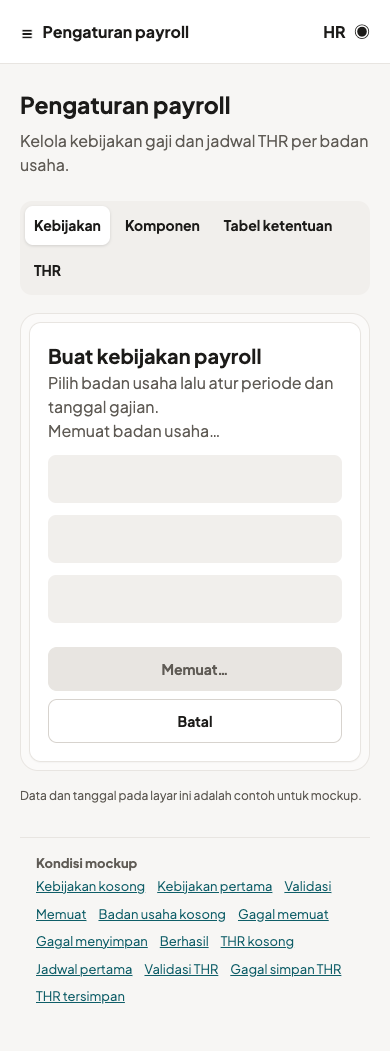 ≡ Pengaturan payroll HR ◉
Pengaturan payroll
Kelola kebijakan gaji dan jadwal THR per badan
usaha.
Kebijakan Komponen Tabel ketentuan
THR
Buat kebijakan payroll
Pilih badan usaha lalu atur periode dan
tanggal gajian.
Memuat badan usaha…
Memuat…
Batal
Data dan tanggal pada layar ini adalah contoh untuk mockup.
Kondisi mockup
Kebijakan kosong Kebijakan pertama Validasi
Memuat Badan usaha kosong Gagal memuat
Gagal menyimpan Berhasil THR kosong
Jadwal pertama Validasi THR Gagal simpan THR
THR tersimpan